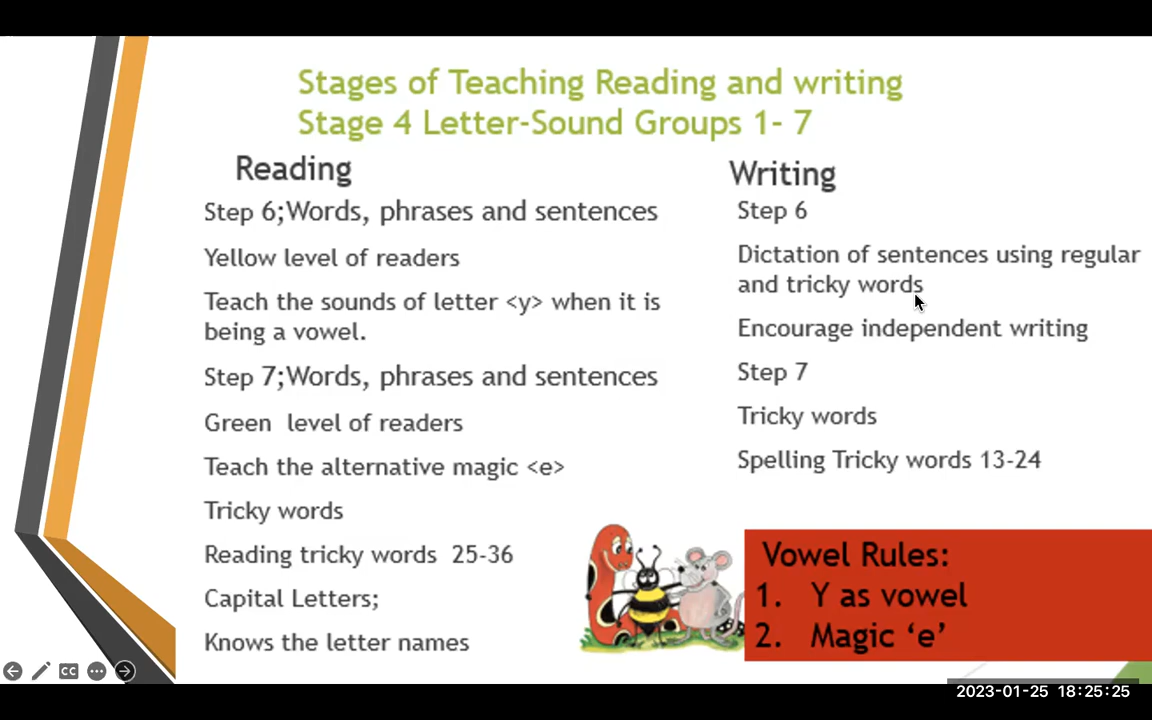 Stages of Teaching Reading and writing
Stage 4 Letter-Sound Groups 1- 7
Reading
Step 6;Words, phrases and sentences
Yellow level of readers
Teach the sounds of letter <y> when it is
being a vowel.
Step 7;Words, phrases and sentences
Green level of readers
Teach the alternative magic <e>
Tricky words
Reading tricky words 25-36
Capital Letters;
Knows the letter names
Writing
Step 6
Dictation of sentences using regular
and tricky words
Encourage independent writing
Step 7
Tricky words
Spelling Tricky words 13-24
Vowel Rules:
1. Y as vowel
2. Magic ‘e’
CC
2023-01-25 18:25:25